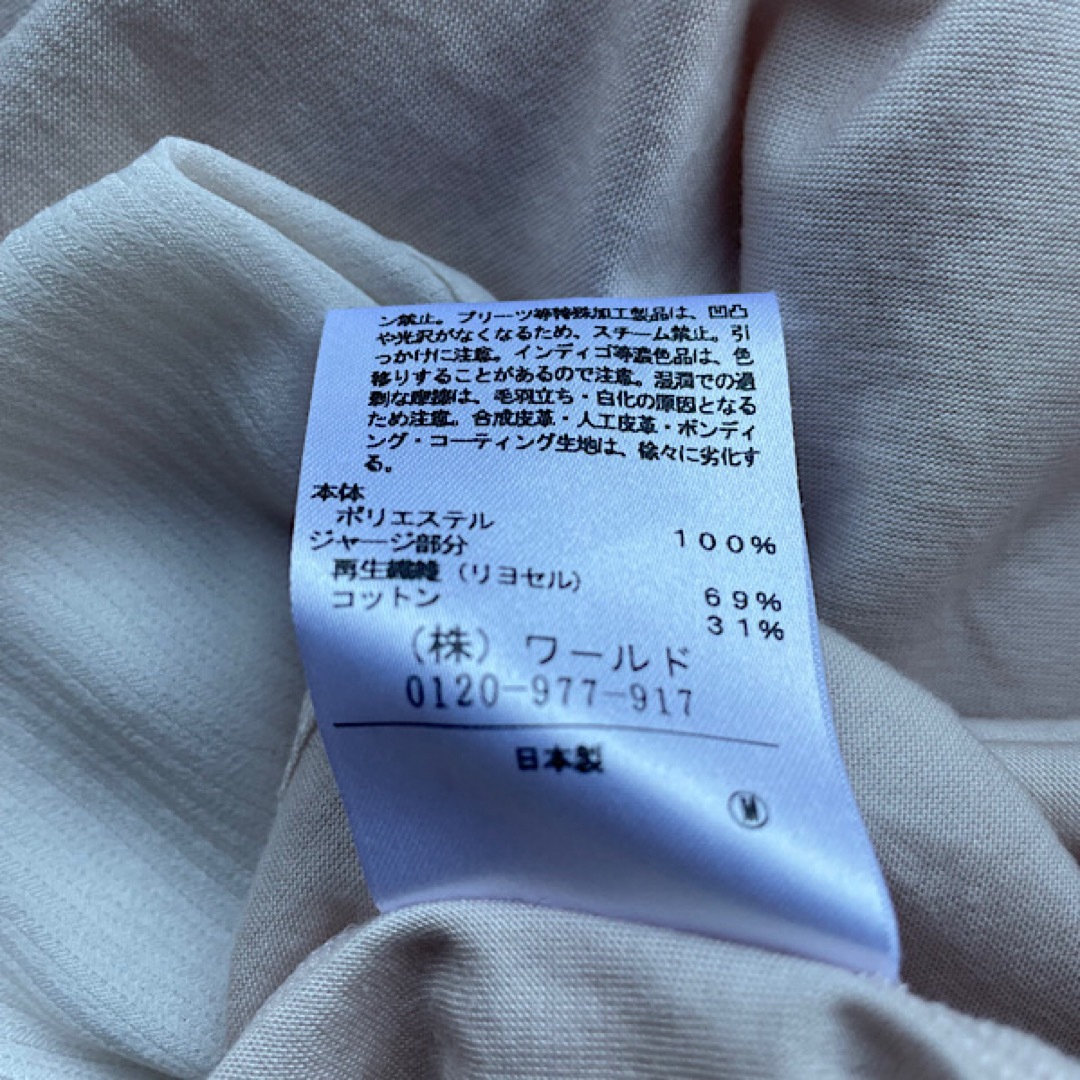 ン禁止。プリーツ等特殊加工製品は、凹凸
や光沢がなくなるため、スチーム禁止。引
っかけに注意。インディゴ等濃色品は、色
移りすることがあるので注意。湿潤での過
剰な摩擦は、毛羽立ち・白化の原因となる
ため注意。合成皮革・人工皮革・ボンディ
ング・コーティング生地は、徐々に劣化す
る。
本体
ポリエステル 100%
ジャージ部分
再生繊維(リヨセル) 69%
コットン 31%
(株)ワールド
0120-977-917
日本製
Ⓜ